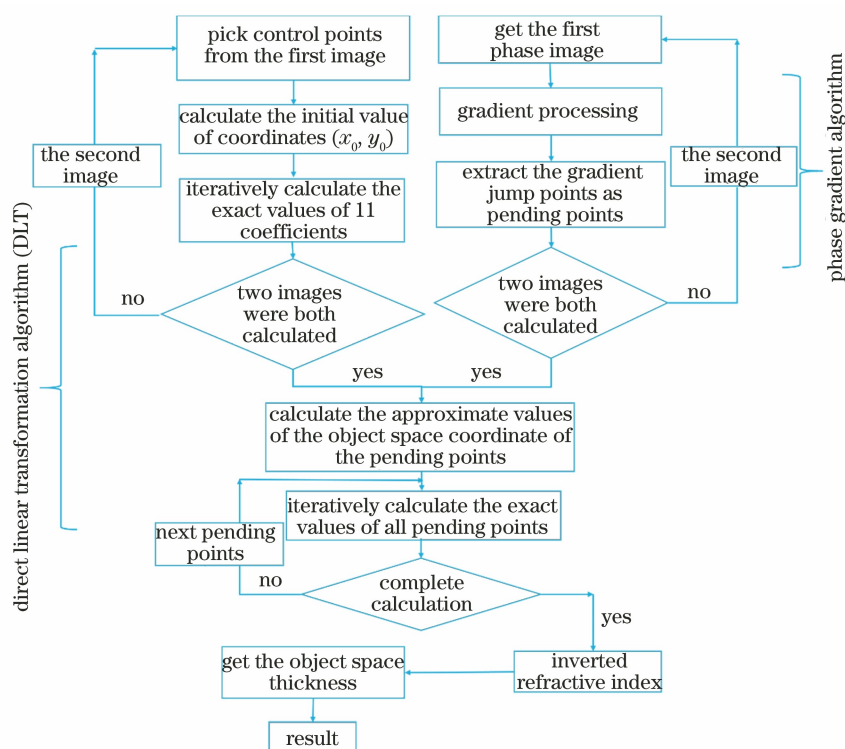 pick control points
from the first image
get the first
phase image
calculate the initial value
of coordinates (x₀, y₀)
gradient processing
the second
image
iteratively calculate the
exact values of 11
coefficients
extract the gradient
jump points as
pending points
the second
image
phase gradient algorithm
direct linear transformation algorithm (DLT)
no
two images
were both
calculated
two images
were both
calculated
no
yes
yes
calculate the approximate values
of the object space coordinate of
the pending points
iteratively calculate the exact
values of all pending points
next pending
points
no
complete
calculation
yes
get the object space
thickness
inverted
refractive index
result